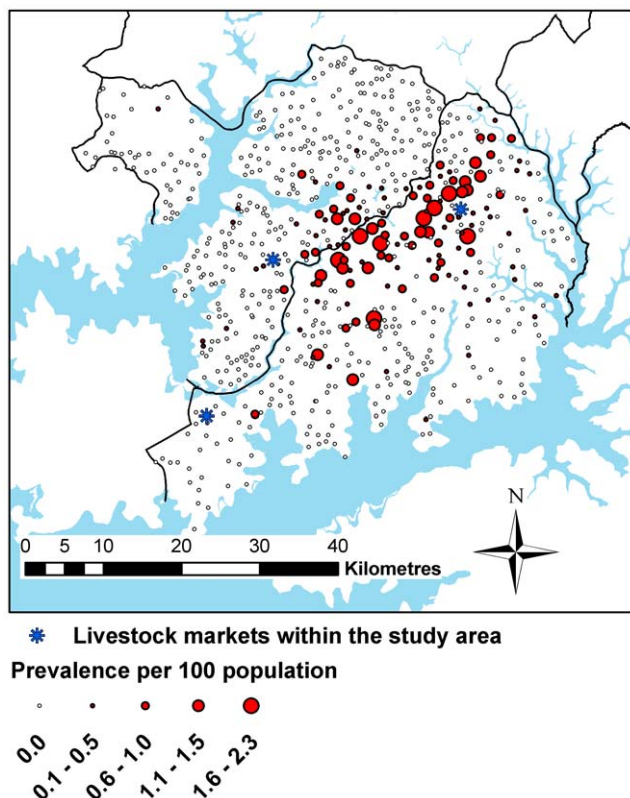 N
0 5 10 20 30 40
Kilometres
Livestock markets within the study area
Prevalence per 100 population
0.0
0.1 - 0.5
0.6 - 1.0
1.1 - 1.5
1.6 - 2.3